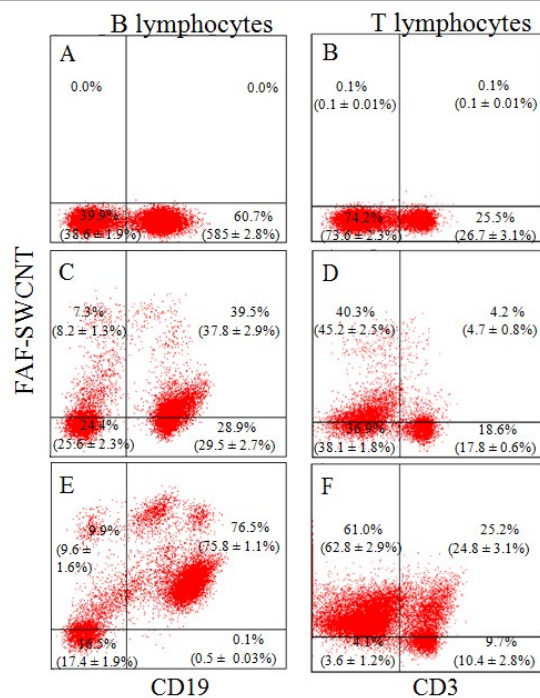 B lymphocytes
T lymphocytes
A
0.0%
0.0%
39.9%
(38.6 ± 1.9%)
60.7%
(585 ± 2.8%)
B
0.1%
(0.1 ± 0.01%)
0.1%
(0.1 ± 0.01%)
74.2%
(73.6 ± 2.3%)
25.5%
(26.7 ± 3.1%)
FAF-SWCNT
C
7.3%
(8.2 ± 1.3%)
39.5%
(37.8 ± 2.9%)
24.4%
(25.6 ± 2.3%)
28.9%
(29.5 ± 2.7%)
D
40.3%
(45.2 ± 2.5%)
4.2 %
(4.7 ± 0.8%)
36.9%
(38.1 ± 1.8%)
18.6%
(17.8 ± 0.6%)
E
9.9%
(9.6 ±
1.6%)
76.5%
(75.8 ± 1.1%)
16.5%
(17.4 ± 1.9%)
0.1%
(0.5 ± 0.03%)
F
61.0%
(62.8 ± 2.9%)
25.2%
(24.8 ± 3.1%)
4.1%
(3.6 ± 1.2%)
9.7%
(10.4 ± 2.8%)
CD19
CD3